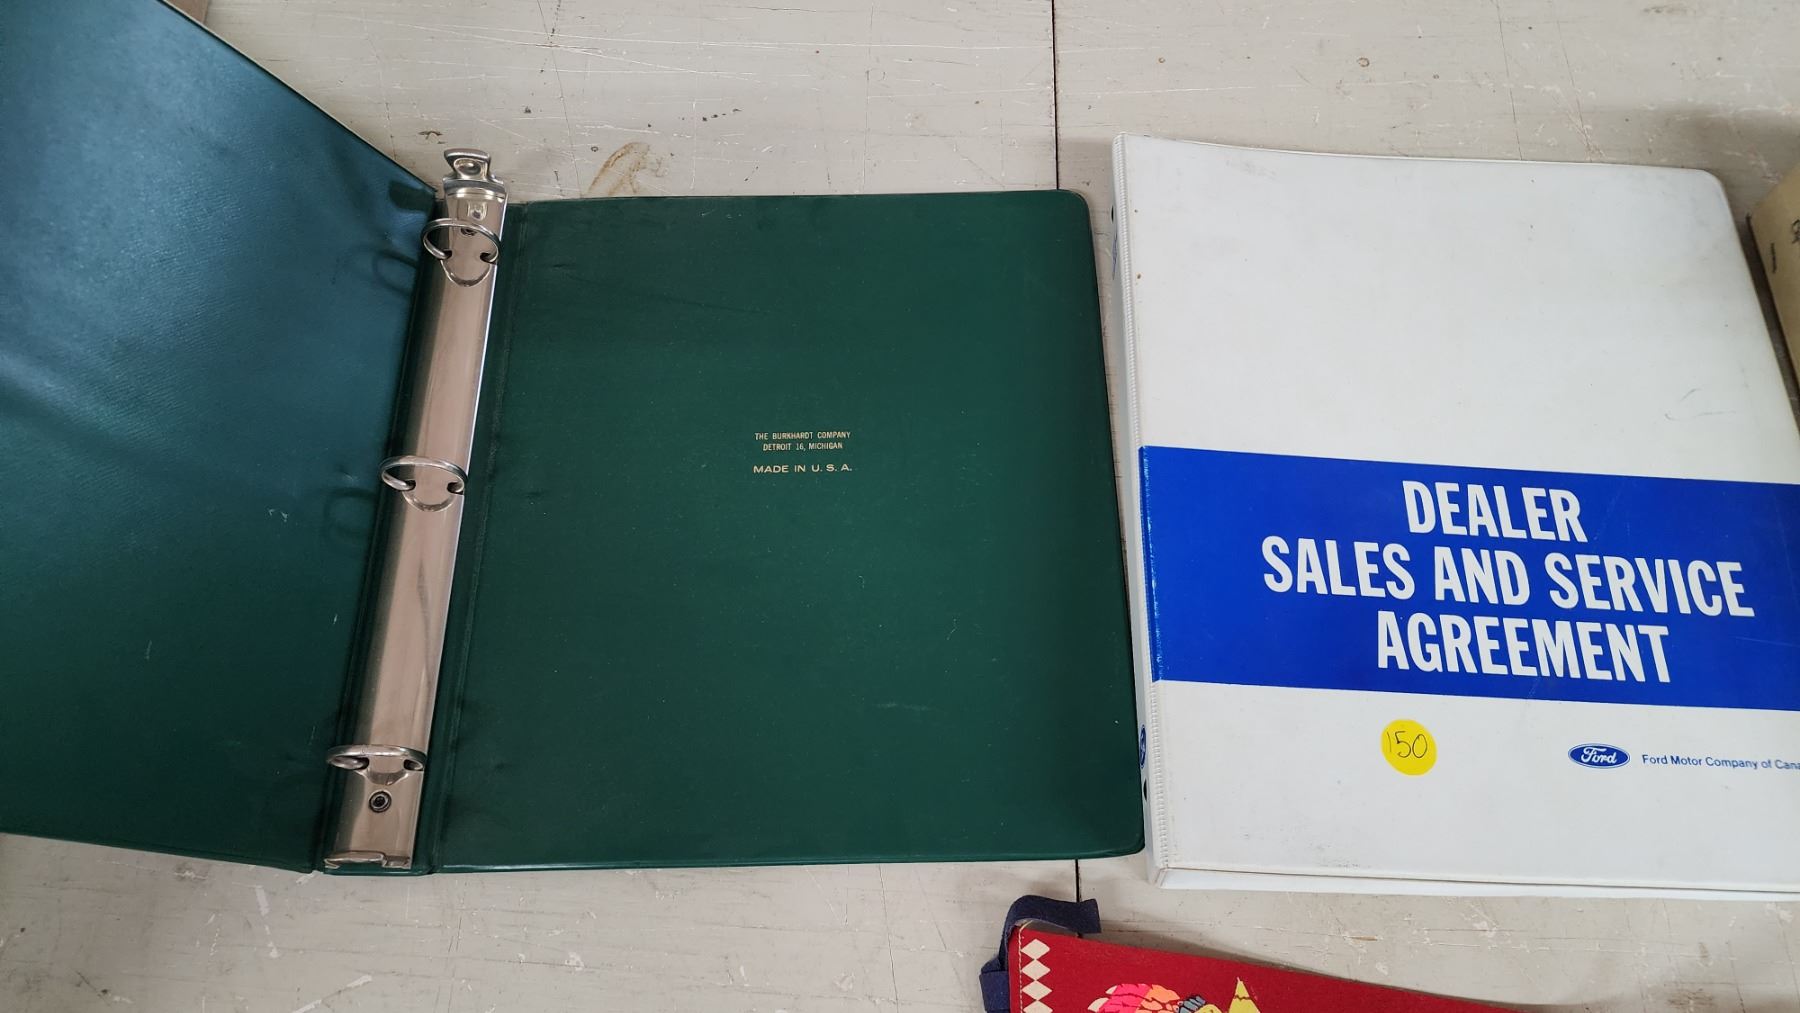 THE BURKHARDT COMPANY
DETROIT 16, MICHIGAN
MADE IN U. S. A.
DEALER
SALES AND SERVICE
AGREEMENT
150
Ford Ford Motor Company of Cana